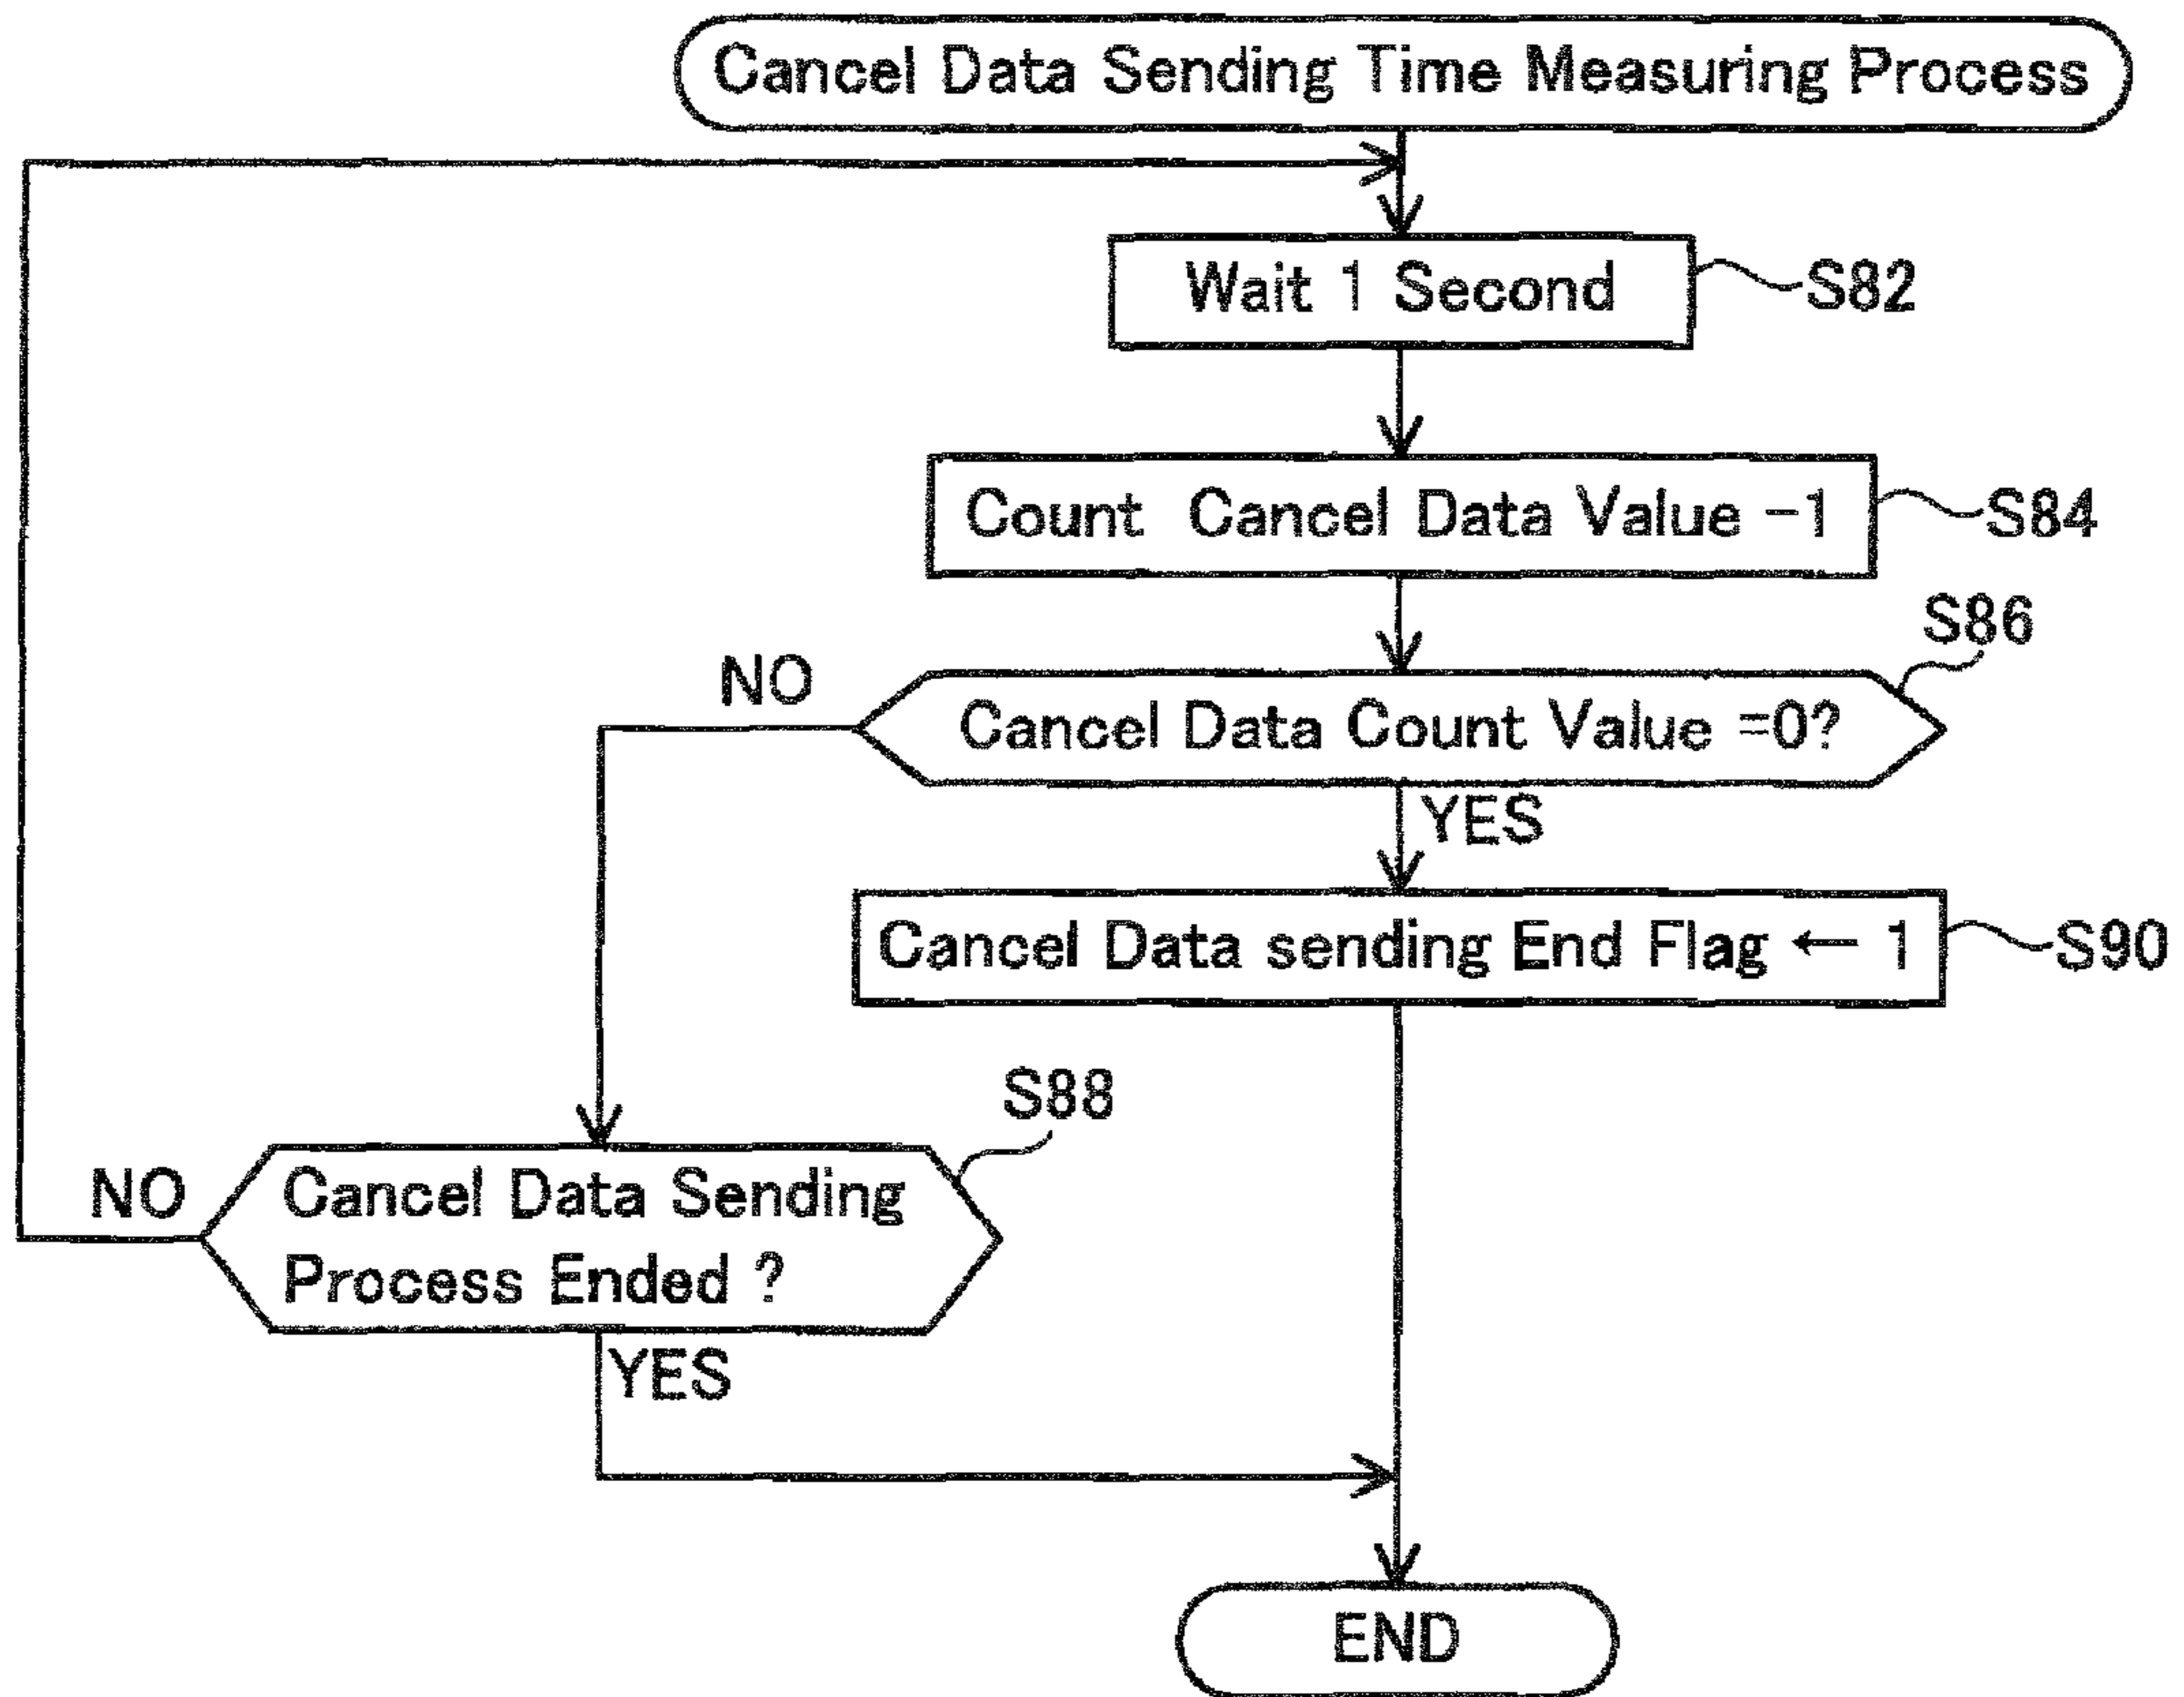 Cancel Data Sending Time Measuring Process
Wait 1 Second
S82
Count Cancel Data Value -1
S84
S86
NO
Cancel Data Count Value =0?
YES
Cancel Data sending End Flag ← 1
S90
S88
NO
Cancel Data Sending
Process Ended ?
YES
END